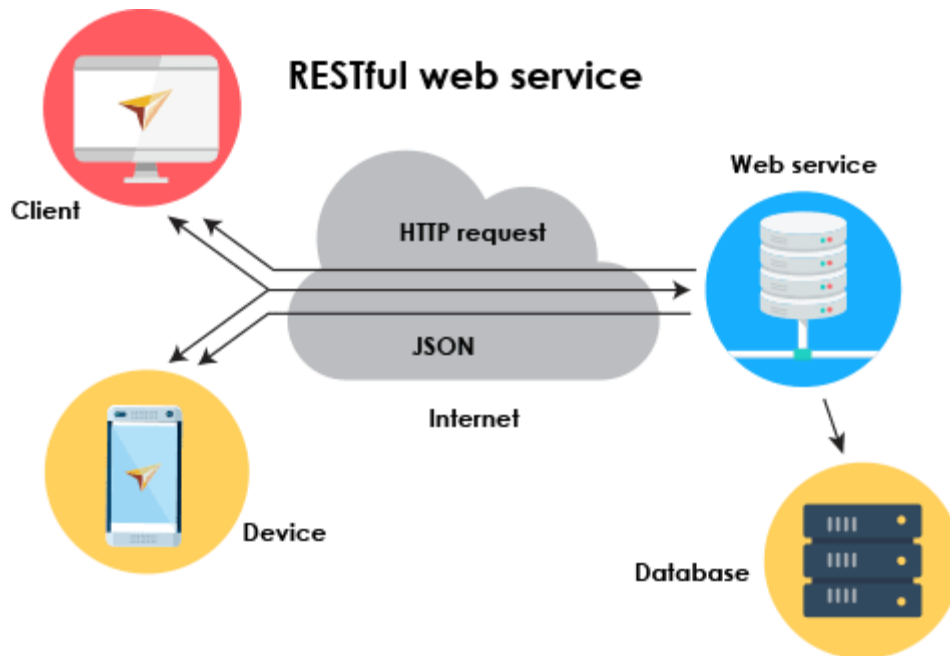 RESTful web service
Web service
Client
HTTP request
JSON
Internet
Device
Database